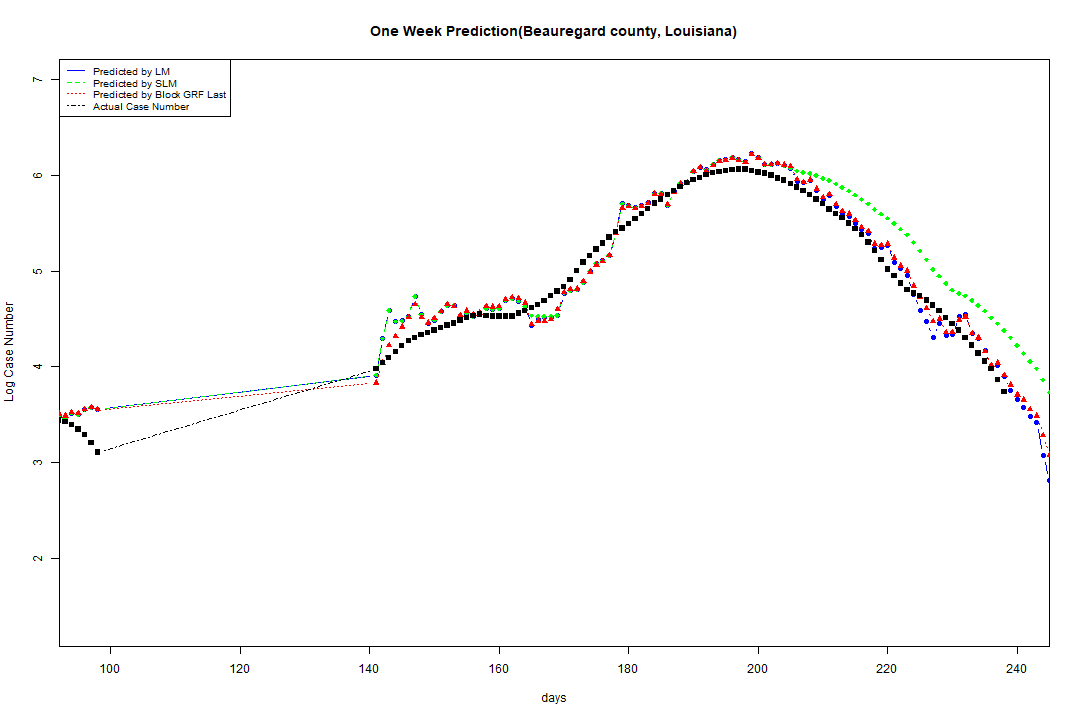 One Week Prediction(Beauregard county, Louisiana)
Predicted by LM
Predicted by SLM
Predicted by Block GRF Last
Actual Case Number
7
6
5
4
3
2
Log Case Number
100 120 140 160 180 200 220 240
days